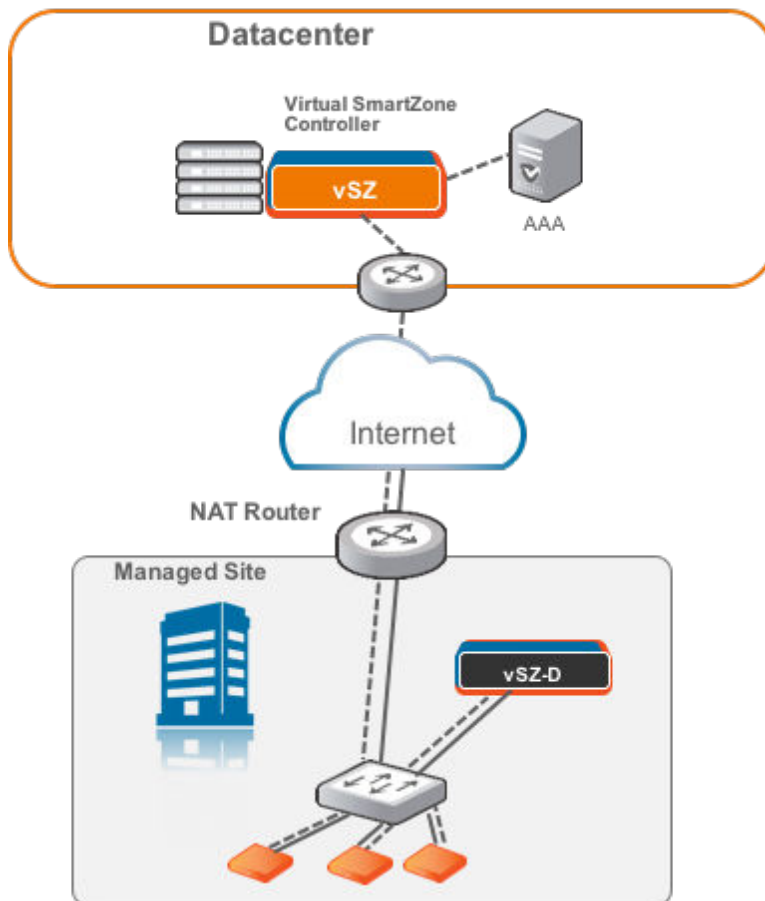 Datacenter
Virtual SmartZone
Controller
vSZ
AAA
Internet
NAT Router
Managed Site
vSZ-D